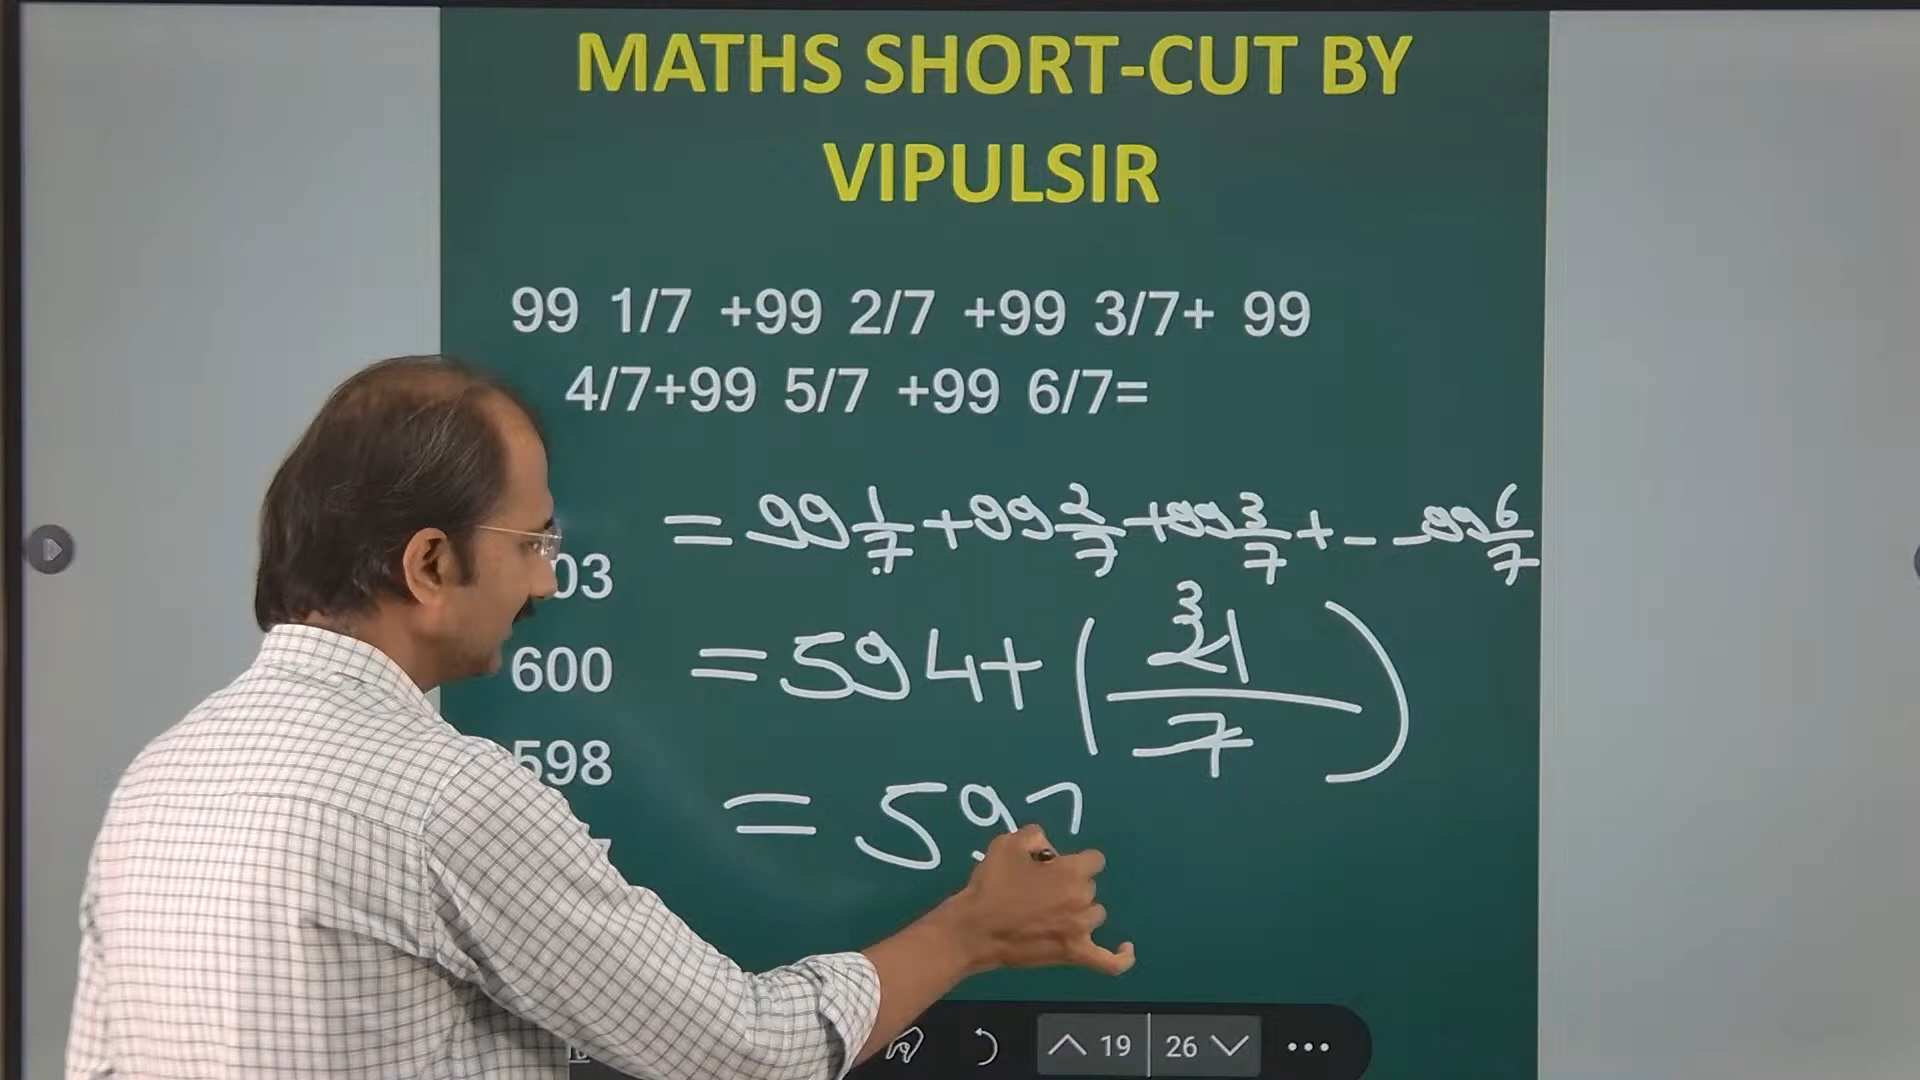 MATHS SHORT-CUT BY
VIPULSIR
99 1/7 +99 2/7 +99 3/7+ 99
4/7+99 5/7 +99 6/7=
= 99 1/7 + 99 2/7 + 99 3/7 + - - 99 6/7
03
600
= 594 + ( 21/7 ) 3
598
= 597
19
26